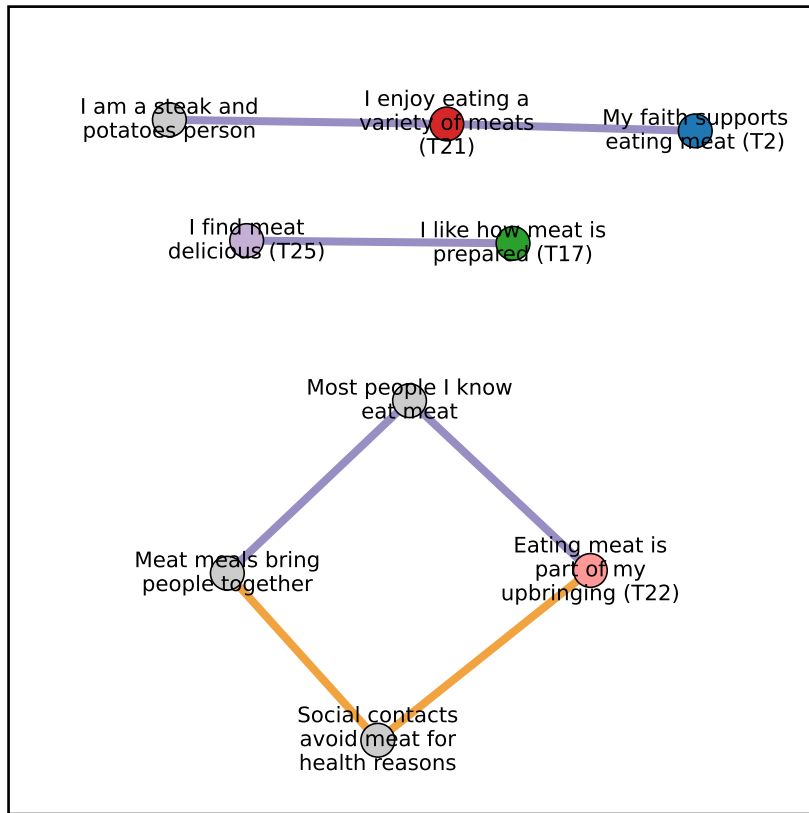 I am a steak and
potatoes person
I enjoy eating a
variety of meats
(T21)
My faith supports
eating meat (T2)
I find meat
delicious (T25)
I like how meat is
prepared (T17)
Most people I know
eat meat
Meat meals bring
people together
Eating meat is
part of my
upbringing (T22)
Social contacts
avoid meat for
health reasons